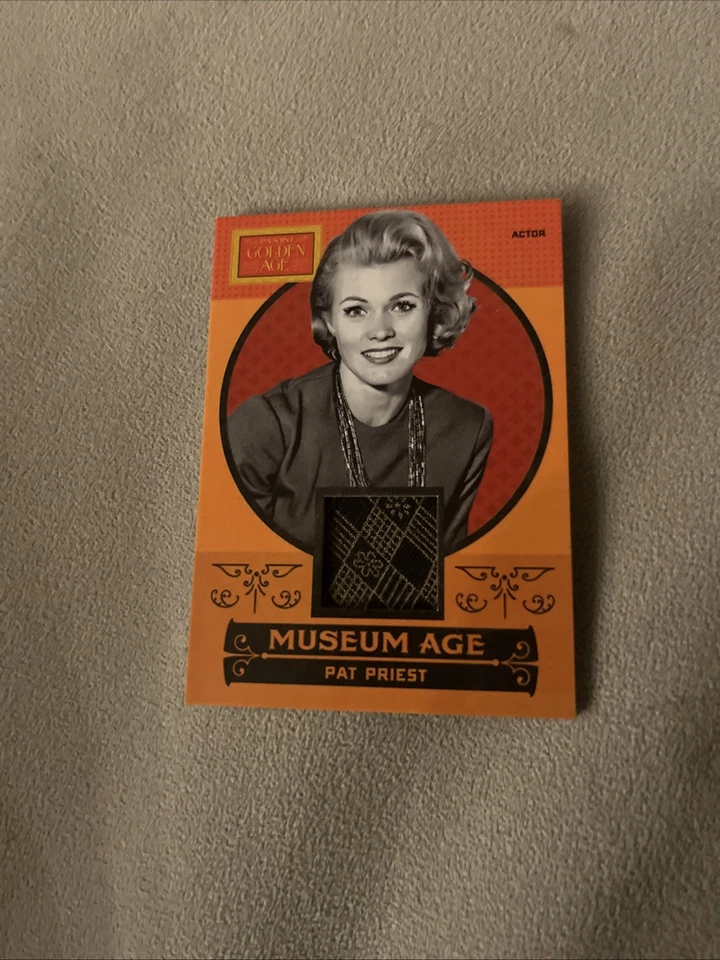 PANINI
GOLDEN
AGE
ACTOR
MUSEUM AGE
PAT PRIEST